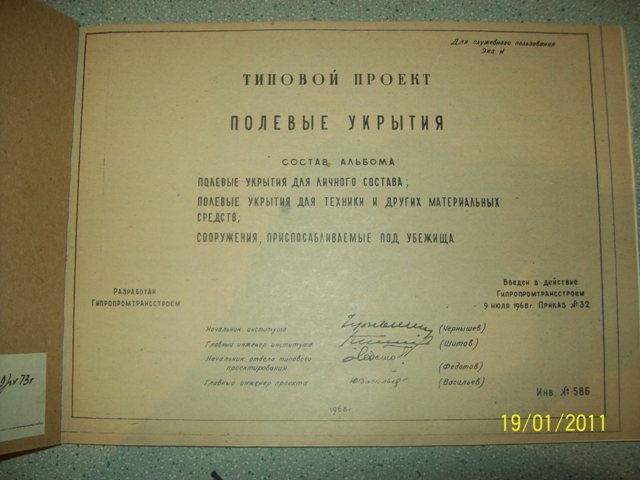 Для служебного пользования
Экз. №
ТИПОВОЙ ПРОЕКТ
ПОЛЕВЫЕ УКРЫТИЯ
СОСТАВ АЛЬБОМА
ПОЛЕВЫЕ УКРЫТИЯ ДЛЯ ЛИЧНОГО СОСТАВА;
ПОЛЕВЫЕ УКРЫТИЯ ДЛЯ ТЕХНИКИ И ДРУГИХ МАТЕРИАЛЬНЫХ
СРЕДСТВ;
СООРУЖЕНИЯ, ПРИСПОСАБЛИВАЕМЫЕ ПОД УБЕЖИЩА
РАЗРАБОТАН
ГИПРОПРОМТРАНССТРОЕМ
ВВЕДЕН В ДЕЙСТВИЕ
ГИПРОПРОМТРАНССТРОЕМ
9 ИЮЛЯ 1968г. ПРИКАЗ №32
Начальник института (Чернышев)
Главный инженер института (Шитов)
Начальник отдела типового
проектирования (Федотов)
Главный инженер проекта (Васильев)
ИНВ. № 586
1968г.
73г
19/01/2011